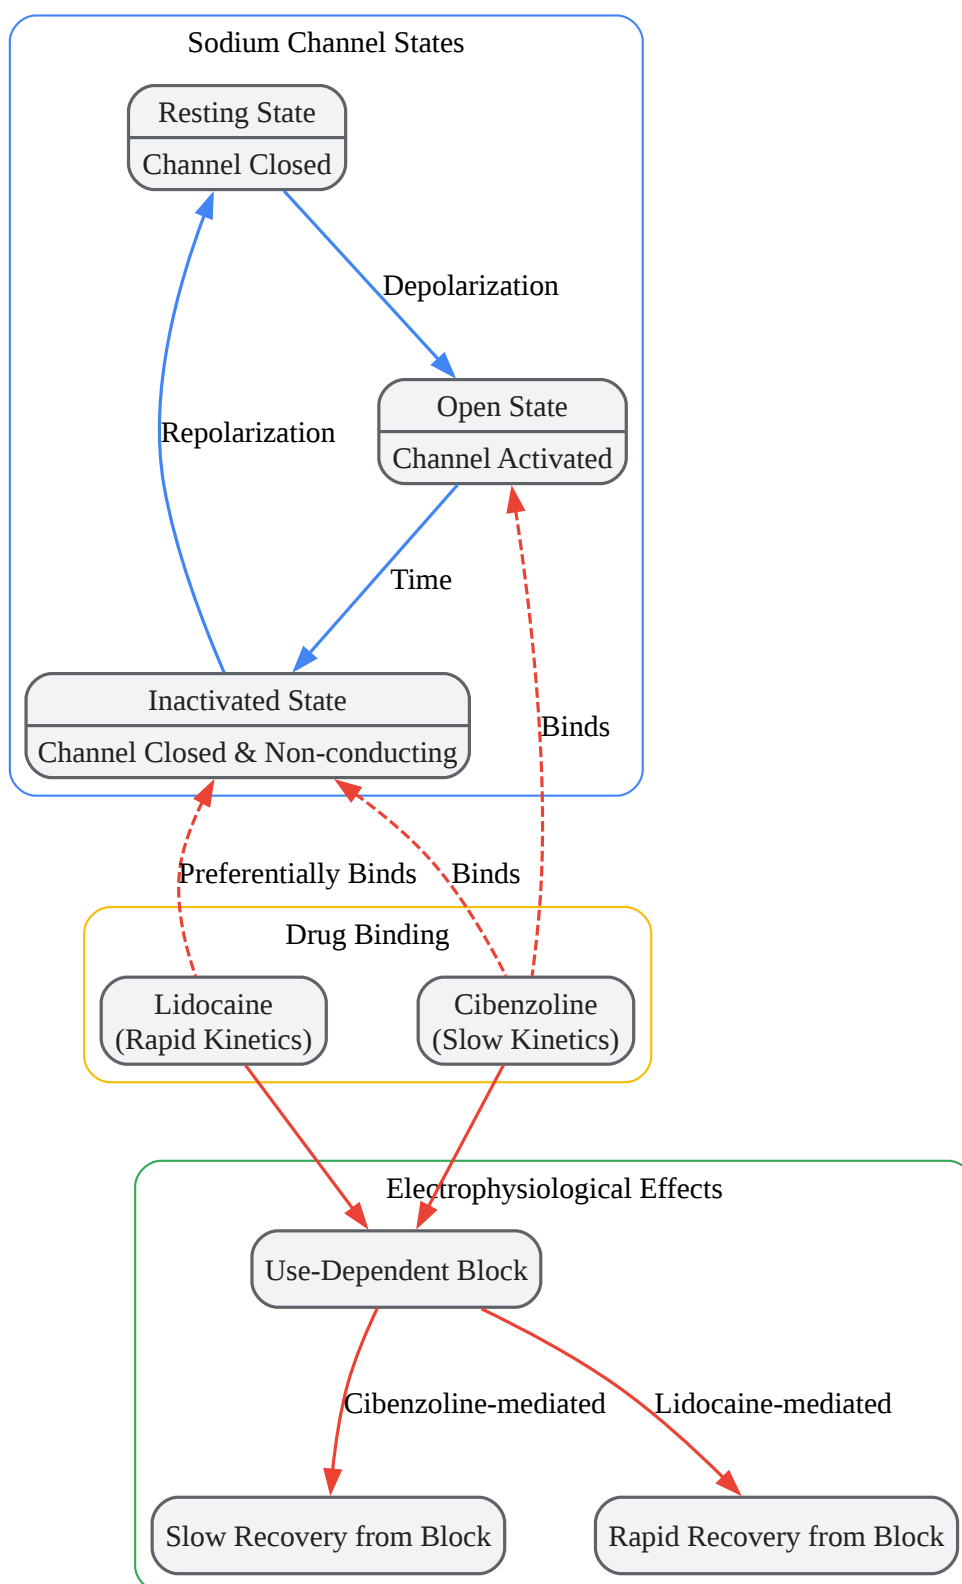 Sodium Channel States
Resting State
Channel Closed
Depolarization
Open State
Channel Activated
Repolarization
Time
Inactivated State
Channel Closed & Non-conducting
Binds
Preferentially Binds
Binds
Drug Binding
Lidocaine
(Rapid Kinetics)
Cibenzoline
(Slow Kinetics)
Electrophysiological Effects
Use-Dependent Block
Cibenzoline-mediated
Lidocaine-mediated
Slow Recovery from Block
Rapid Recovery from Block